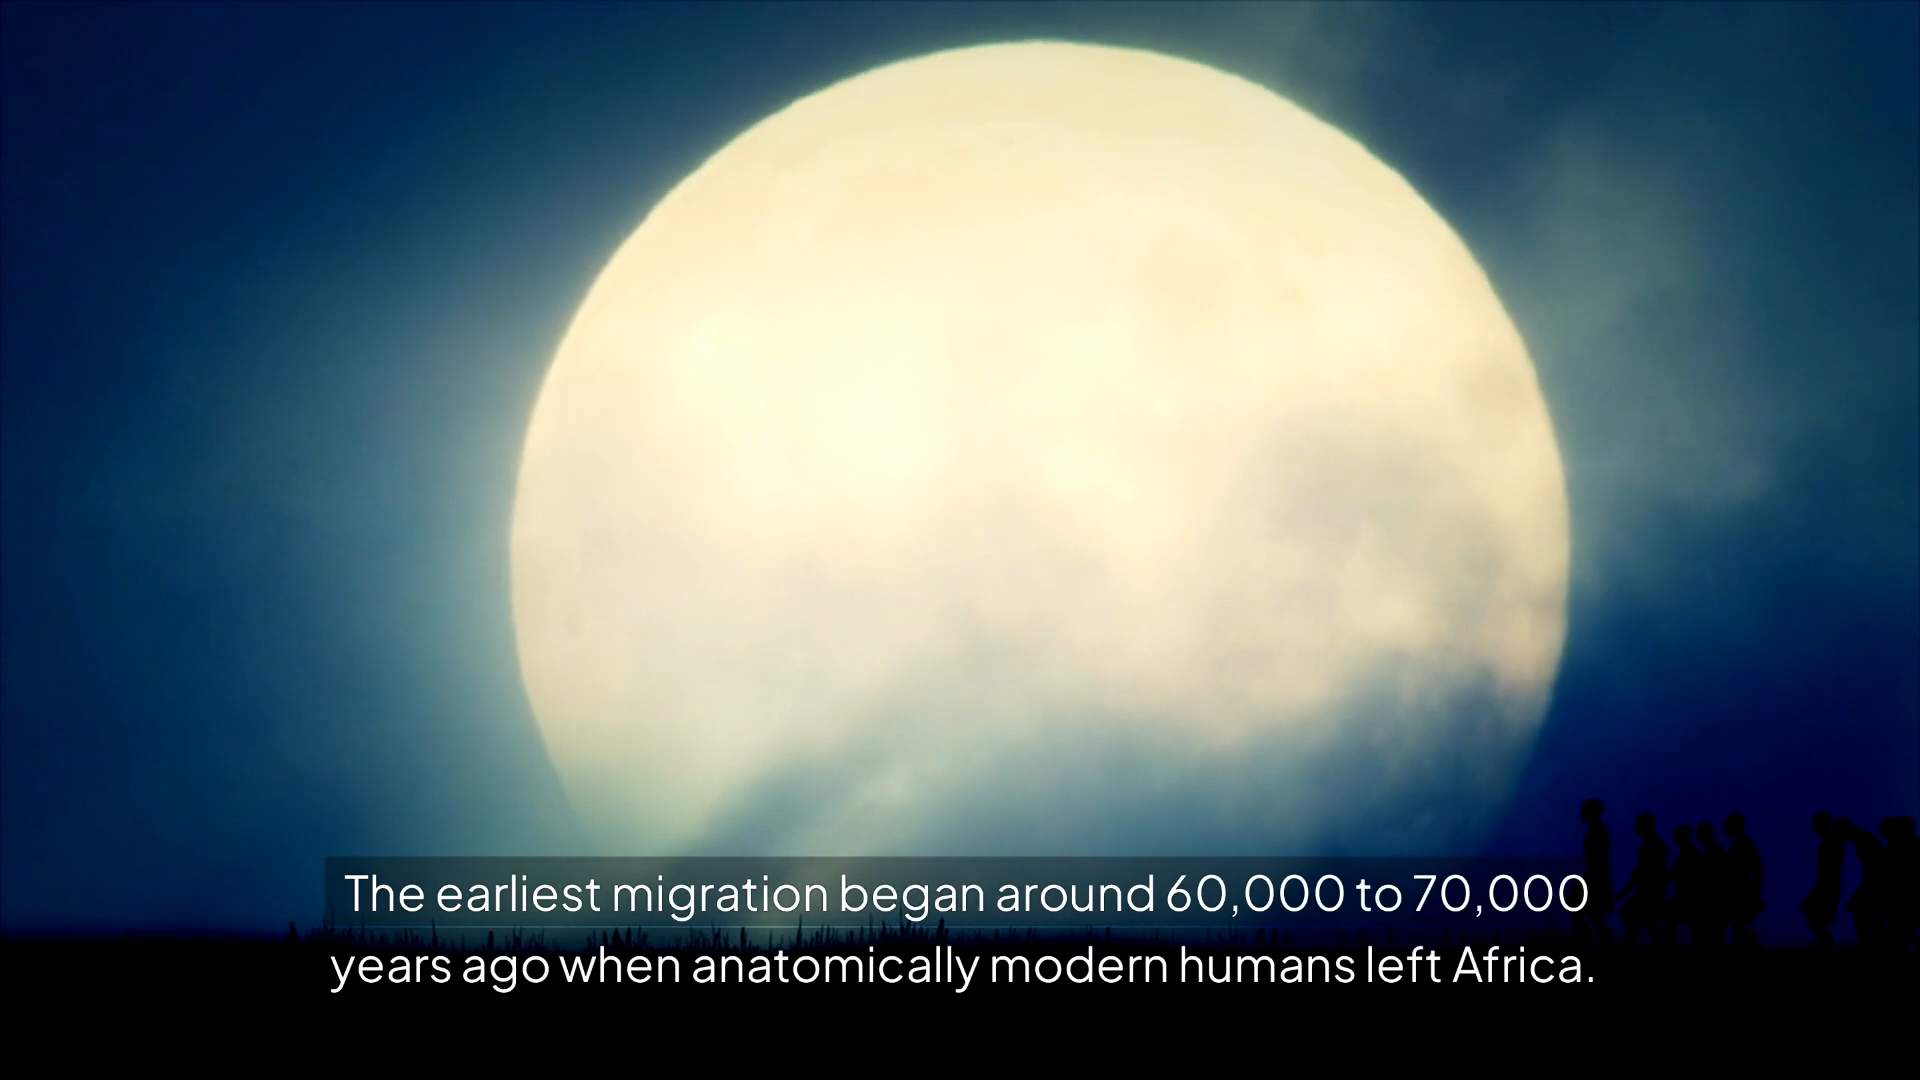 The earliest migration began around 60,000 to 70,000
years ago when anatomically modern humans left Africa.